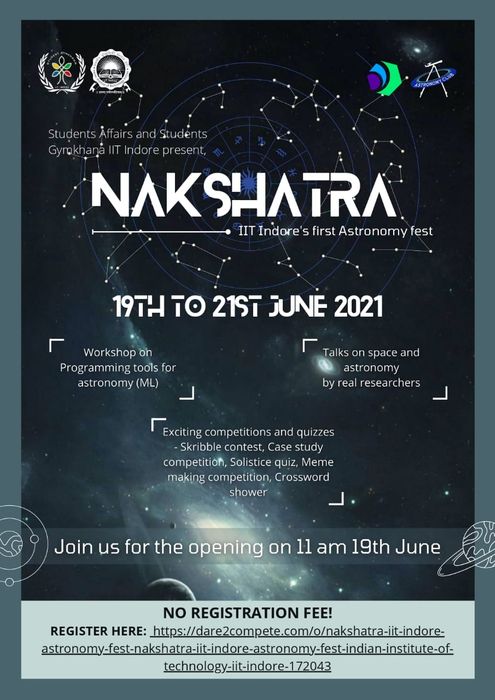 ASTRONOMY CLUB
Students Affairs and Students
Gymkhana IIT Indore present,
NAKSHATRA
IIT Indore's first Astronomy fest
19TH TO 21ST JUNE 2021
Workshop on
Programming tools for
astronomy (ML)
Talks on space and
astronomy
by real researchers
Exciting competitions and quizzes
- Skribble contest, Case study
competition, Solistice quiz, Meme
making competition, Crossword
shower
Join us for the opening on 11 am 19th June
NO REGISTRATION FEE!
REGISTER HERE: https://dare2compete.com/o/nakshatra-iit-indore-
astronomy-fest-nakshatra-iit-indore-astronomy-fest-indian-institute-of-
technology-iit-indore-172043